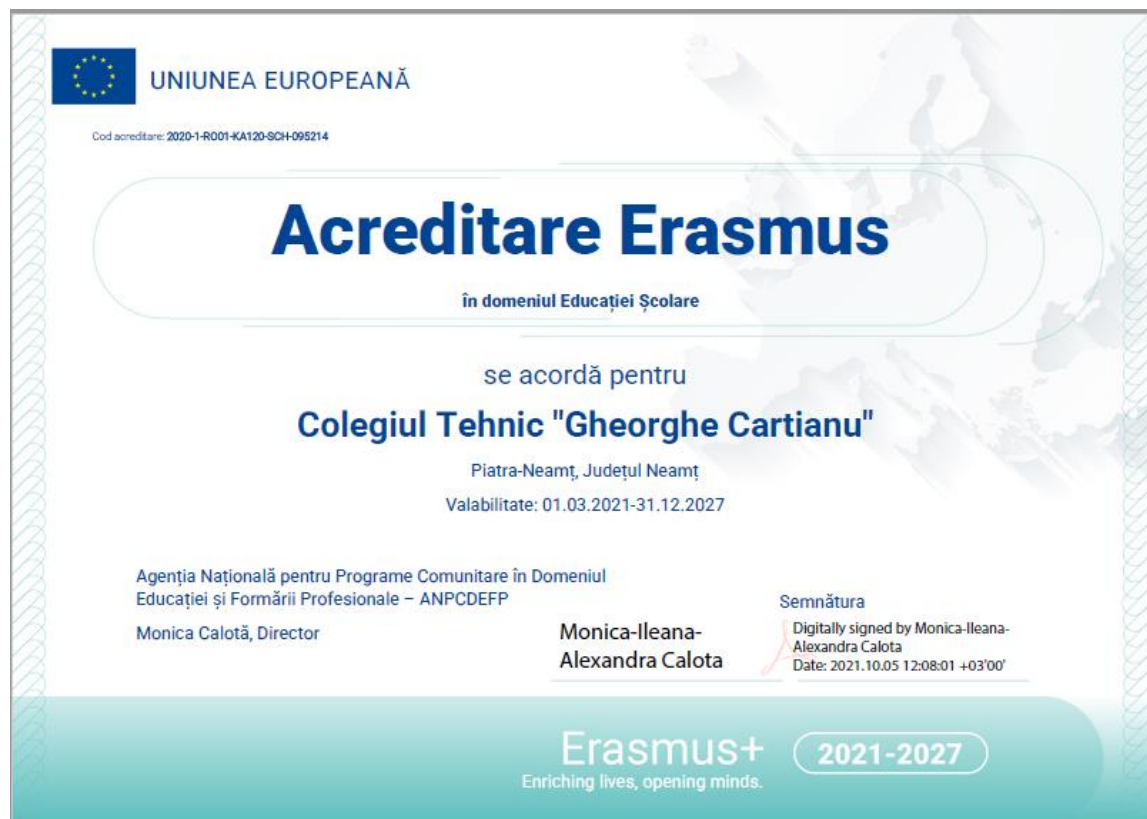 UNIUNEA EUROPEANĂ
Cod acreditare: 2020-1-RO01-KA120-SCH-095214
Acreditare Erasmus
în domeniul Educației Școlare
se acordă pentru
Colegiul Tehnic "Gheorghe Cartianu"
Piatra-Neamț, Județul Neamț
Valabilitate: 01.03.2021-31.12.2027
Agenția Națională pentru Programe Comunitare în Domeniul
Educației și Formării Profesionale – ANPCDEFP
Monica Calotă, Director
Monica-Ileana-
Alexandra Calota
Semnătura
Digitally signed by Monica-Ileana-
Alexandra Calota
Date: 2021.10.05 12:08:01 +03'00'
Erasmus+
Enriching lives, opening minds.
2021-2027